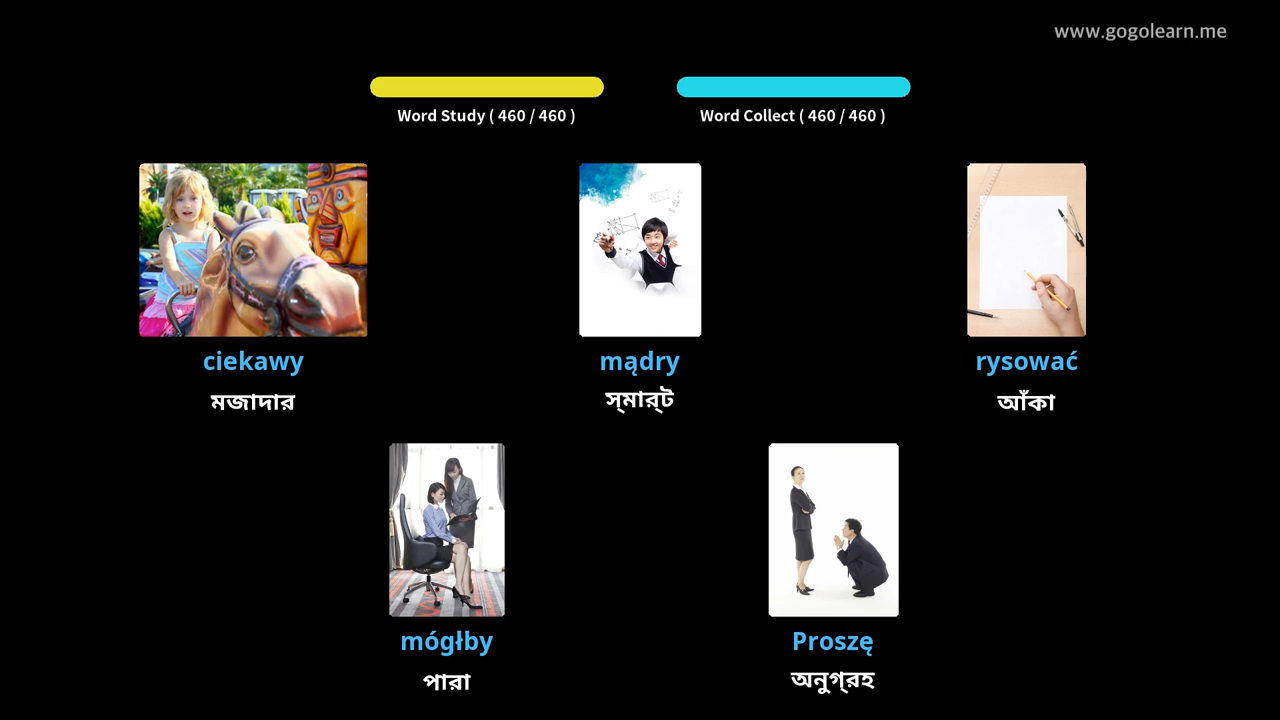 www.gogolearn.me
Word Study ( 460 / 460 )
Word Collect ( 460 / 460 )
ciekawy
mądry
rysować
মজাদার
স্‌মার্‌ট
আঁকা
mógłby
Proszę
পারা
অনুগ্‌রহ